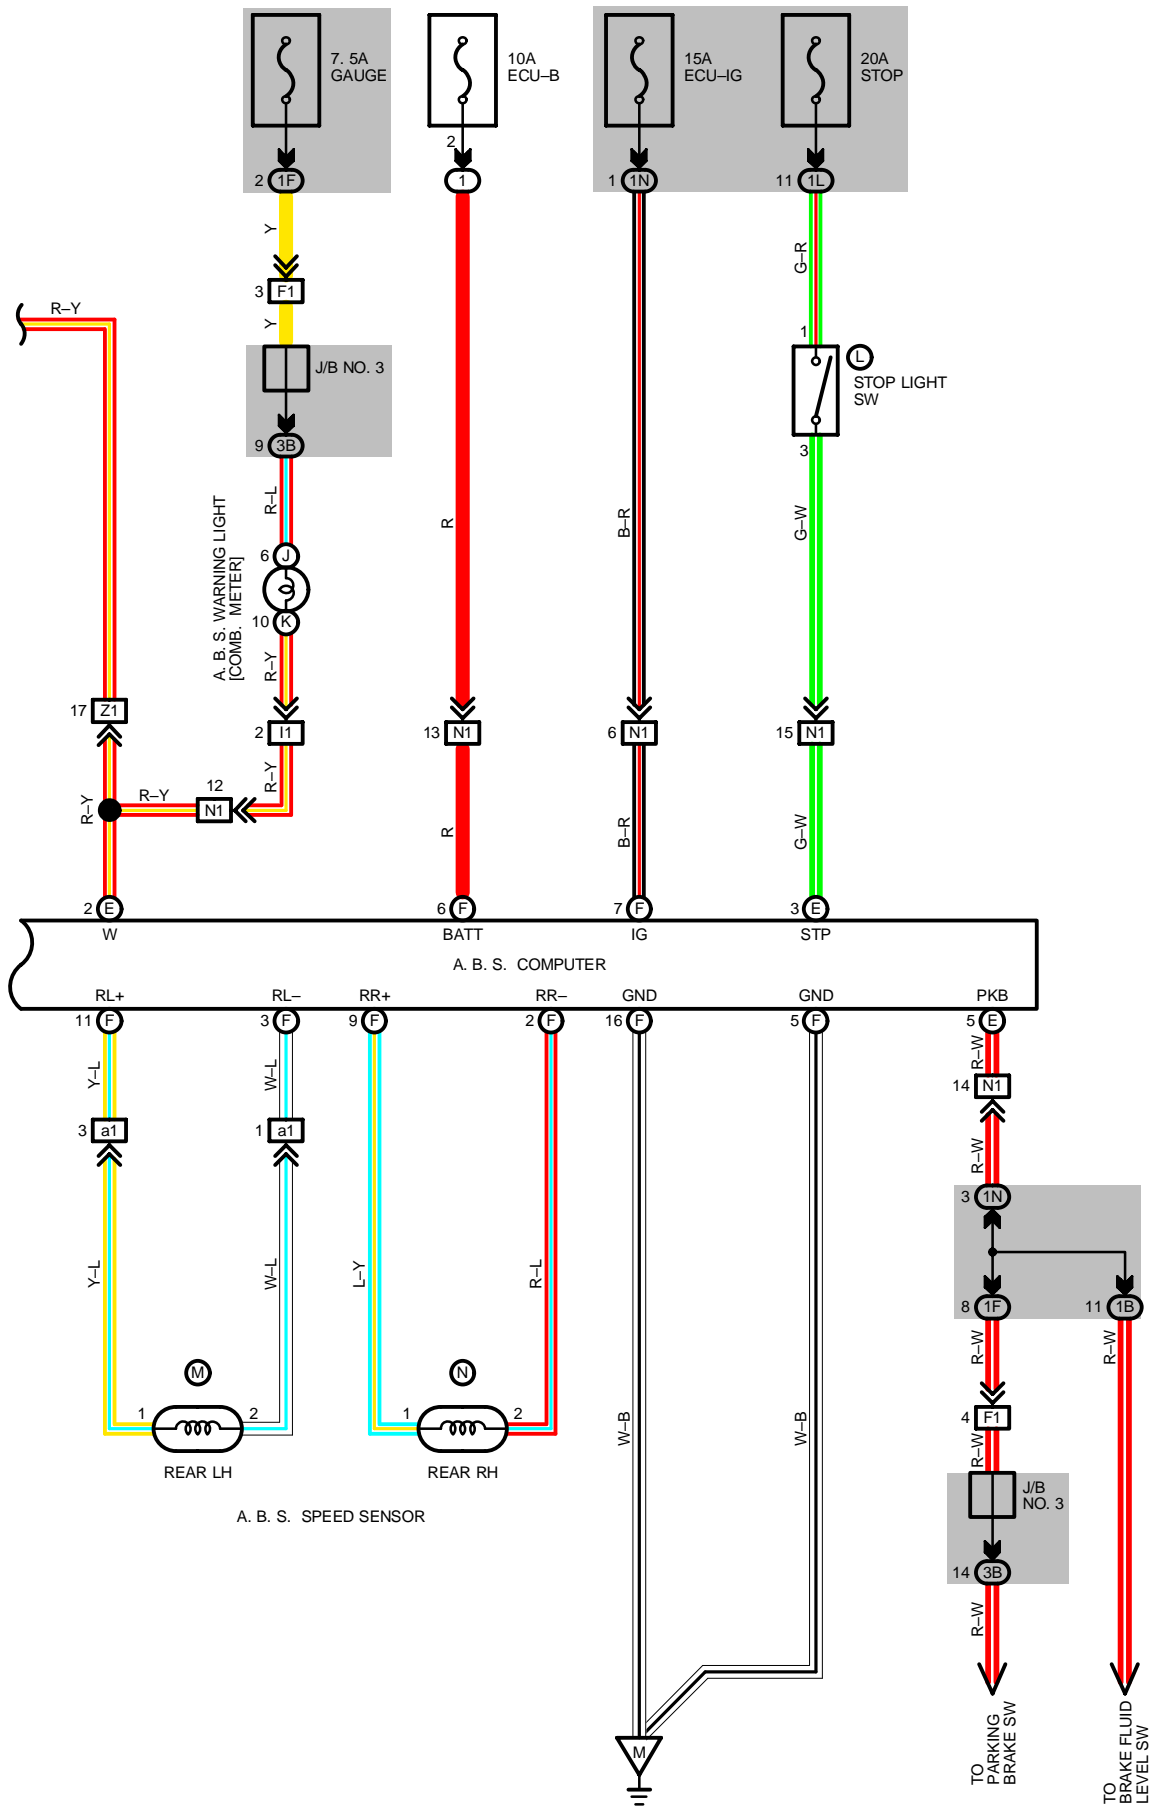 7. 5A
GAUGE
10A
ECU–B
15A
ECU–IG
20A
STOP
2
2 1F
1
1 1N
11 1L
Y
G–R
3 F1
R–Y
Y
1
J/B NO. 3
L
STOP LIGHT
SW
9 3B
3
R–L
R
B–R
G–W
A. B. S. WARNING LIGHT
[COMB. METER]
6 J
10 K
R–Y
17 Z1
2 I1
13 N1
6 N1
15 N1
R–Y
12
R–Y
N1
R–Y
R
B–R
G–W
2 E
6 F
7 F
3 E
W
BATT
IG
STP
A. B. S. COMPUTER
RL+
RL–
RR+
RR–
GND
GND
PKB
11 F
3 F
9 F
2 F
16 F
5 F
5 E
Y–L
W–L
R–W
14 N1
3 a1
1 a1
R–W
3 1N
Y–L
W–L
L–Y
R–L
8 1F
11 1B
R–W
R–W
M
N
1
2
1
2
4 F1
W–B
W–B
R–W
REAR LH
REAR RH
J/B
NO. 3
A. B. S. SPEED SENSOR
14 3B
R–W
M
TO
PARKING
BRAKE SW
TO
BRAKE FLUID
LEVEL SW